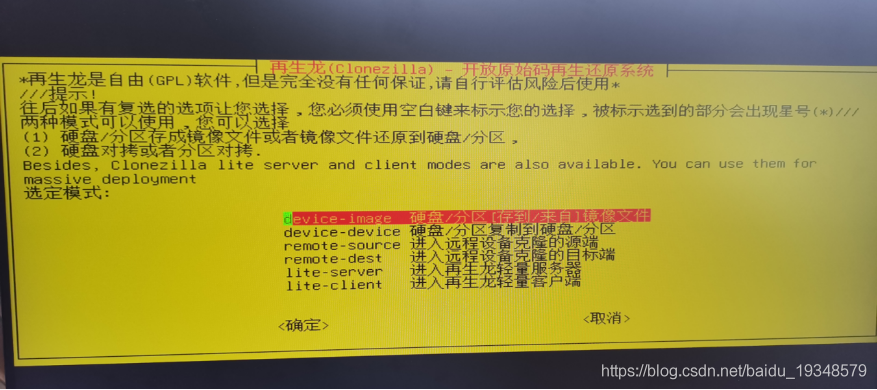 再生龙(Clonezilla) - 开放原始码再生还原系统
*再生龙是自由(GPL)软件,但是完全没有任何保证,请自行评估风险后使用*
///提示!
往后如果有复选的选项让您选择，您必须使用空白键来标示您的选择，被标示选到的部分会出现星号(*)///
两种模式可以使用，您可以选择
(1) 硬盘/分区存成镜像文件或者镜像文件还原到硬盘/分区，
(2) 硬盘对拷或者分区对拷.
Besides, Clonezilla lite server and client modes are also available. You can use them for
massive deployment
选定模式:
device-image 硬盘/分区[存到/来自]镜像文件
device-device 硬盘/分区复制到硬盘/分区
remote-source 进入远程设备克隆的源端
remote-dest 进入远程设备克隆的目标端
lite-server 进入再生龙轻量服务器
lite-client 进入再生龙轻量客户端
<确定> <取消>
https://blog.csdn.net/baidu_19348579